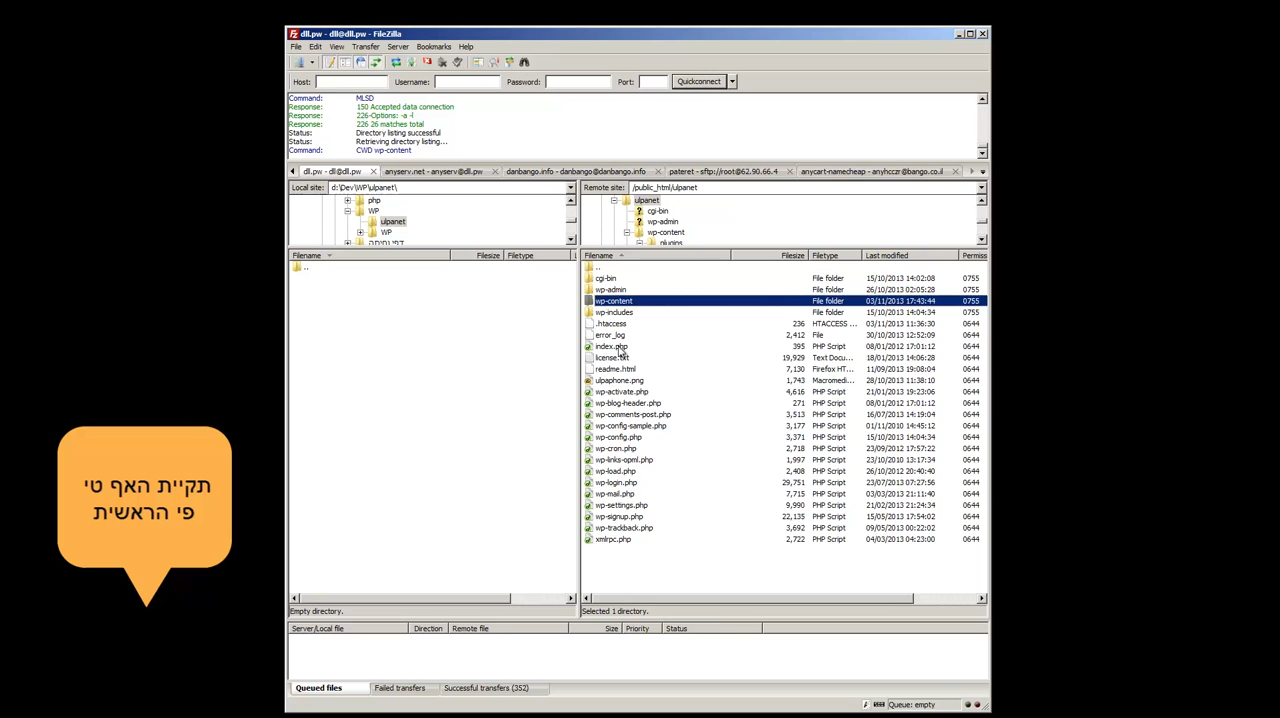 dll.pw - dll@dll.pw - FileZilla
File Edit View Transfer Server Bookmarks Help
Host: Username: Password: Port: Quickconnect
Command: MLSD
Response: 150 Accepted data connection
Response: 226-Options: -a -l
Response: 226 26 matches total
Status: Directory listing successful
Status: Retrieving directory listing...
Command: CWD wp-content
dll.pw - dll@dll.pw anyserv.net - anyserv@dll.pw danbango.info - danbango@danbango.info pateret - sftp://root@62.90.66.4 anycart-namecheap - anyhcczr@bango.co.il
Local site: d:\Dev\WP\ulpanet\
php
WP
ulpanet
WP
Remote site: /public_html/ulpanet
ulpanet
cgi-bin
wp-admin
wp-content
plugins
Filename Filesize Filetype
..
Empty directory.
Filename Filesize Filetype Last modified Permiss
..
cgi-bin File folder 15/10/2013 14:02:08 0755
wp-admin File folder 26/10/2013 02:05:28 0755
wp-content File folder 03/11/2013 17:43:44 0755
wp-includes File folder 15/10/2013 14:04:34 0755
.htaccess 236 HTACCESS ... 03/11/2013 11:36:30 0644
error_log 2,412 File 30/10/2013 12:52:09 0644
index.php 395 PHP Script 08/01/2012 17:01:12 0644
license.txt 19,929 Text Docu... 18/01/2013 14:06:28 0644
readme.html 7,130 Firefox HT... 11/09/2013 19:08:04 0644
ulpaphone.png 1,743 Macromedi... 28/10/2013 11:38:10 0644
wp-activate.php 4,616 PHP Script 21/01/2013 19:23:06 0644
wp-blog-header.php 271 PHP Script 08/01/2012 17:01:12 0644
wp-comments-post.php 3,513 PHP Script 16/07/2013 14:19:04 0644
wp-config-sample.php 3,177 PHP Script 01/11/2010 14:45:12 0644
wp-config.php 3,371 PHP Script 15/10/2013 14:04:34 0644
wp-cron.php 2,718 PHP Script 23/09/2012 17:57:22 0644
wp-links-opml.php 1,997 PHP Script 23/10/2010 13:17:34 0644
wp-load.php 2,408 PHP Script 26/10/2012 20:40:40 0644
wp-login.php 29,751 PHP Script 23/07/2013 07:27:56 0644
wp-mail.php 7,715 PHP Script 03/03/2013 21:11:40 0644
wp-settings.php 9,990 PHP Script 21/02/2013 21:24:34 0644
wp-signup.php 22,135 PHP Script 15/05/2013 17:54:02 0644
wp-trackback.php 3,692 PHP Script 09/05/2013 00:22:02 0644
xmlrpc.php 2,722 PHP Script 04/03/2013 04:23:00 0644
Selected 1 directory.
Server/Local file Direction Remote file Size Priority Status
Queued files Failed transfers Successful transfers (352)
Queue: empty
תקיית האף טי
פי הראשית